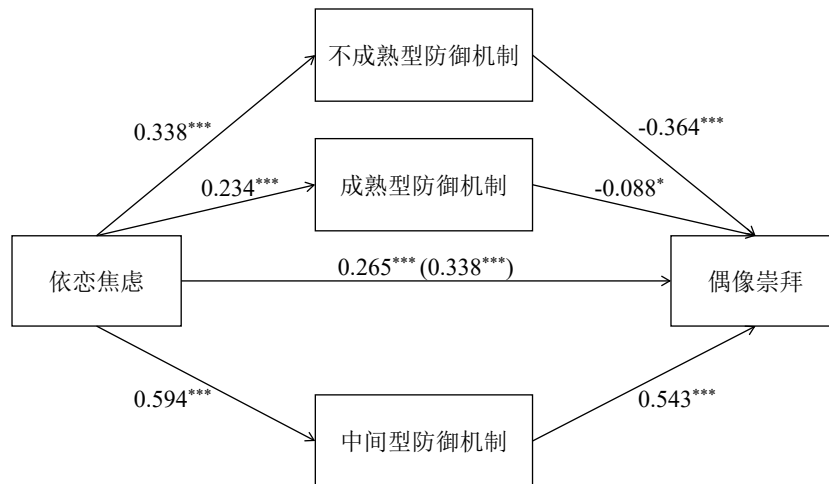 不成熟型防御机制
0.338***
-0.364***
成熟型防御机制
0.234***
-0.088*
依恋焦虑
0.265*** (0.338***)
偶像崇拜
0.594***
0.543***
中间型防御机制